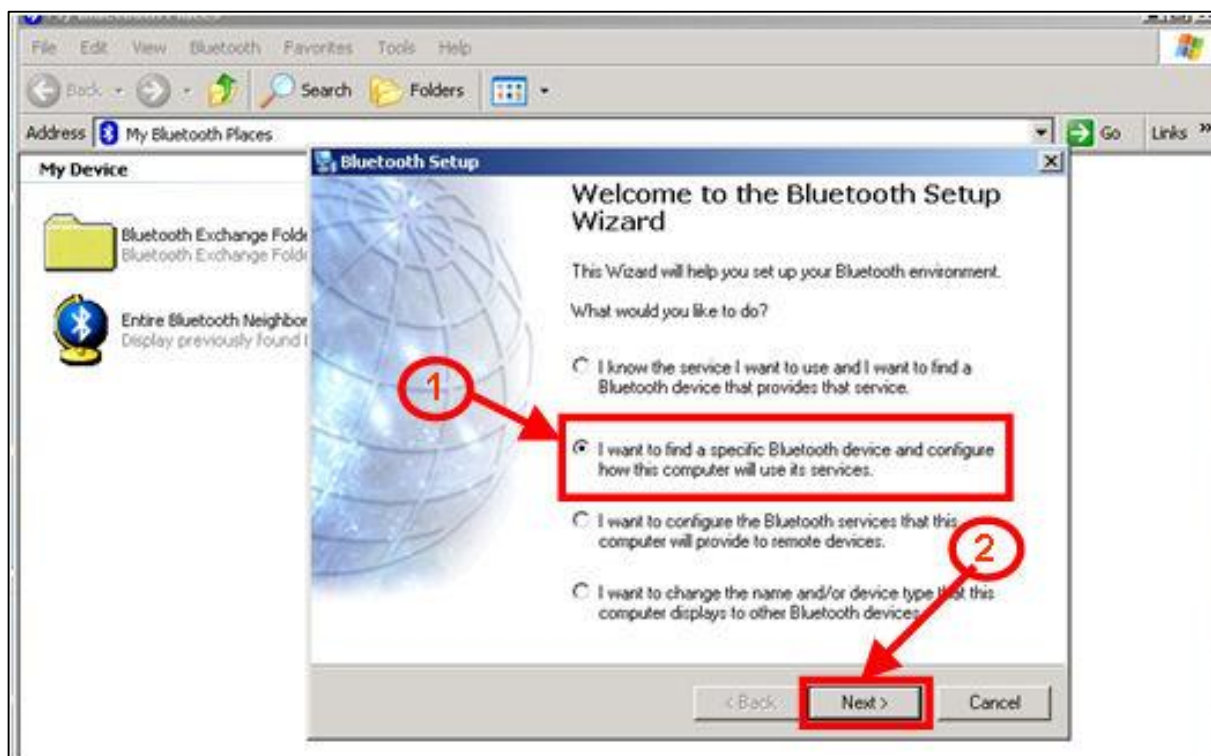 My Bluetooth Places
File Edit View Bluetooth Favorites Tools Help
Back Search Folders
Address My Bluetooth Places Go Links »
My Device
Bluetooth Exchange Folde
Bluetooth Exchange Folde
Entire Bluetooth Neighbor
Display previously found
Bluetooth Setup
Welcome to the Bluetooth Setup
Wizard
This Wizard will help you set up your Bluetooth environment.
What would you like to do?
I know the service I want to use and I want to find a
Bluetooth device that provides that service.
1
I want to find a specific Bluetooth device and configure
how this computer will use its services.
I want to configure the Bluetooth services that this
computer will provide to remote devices.
2
I want to change the name and/or device type that this
computer displays to other Bluetooth devices.
< Back Next > Cancel